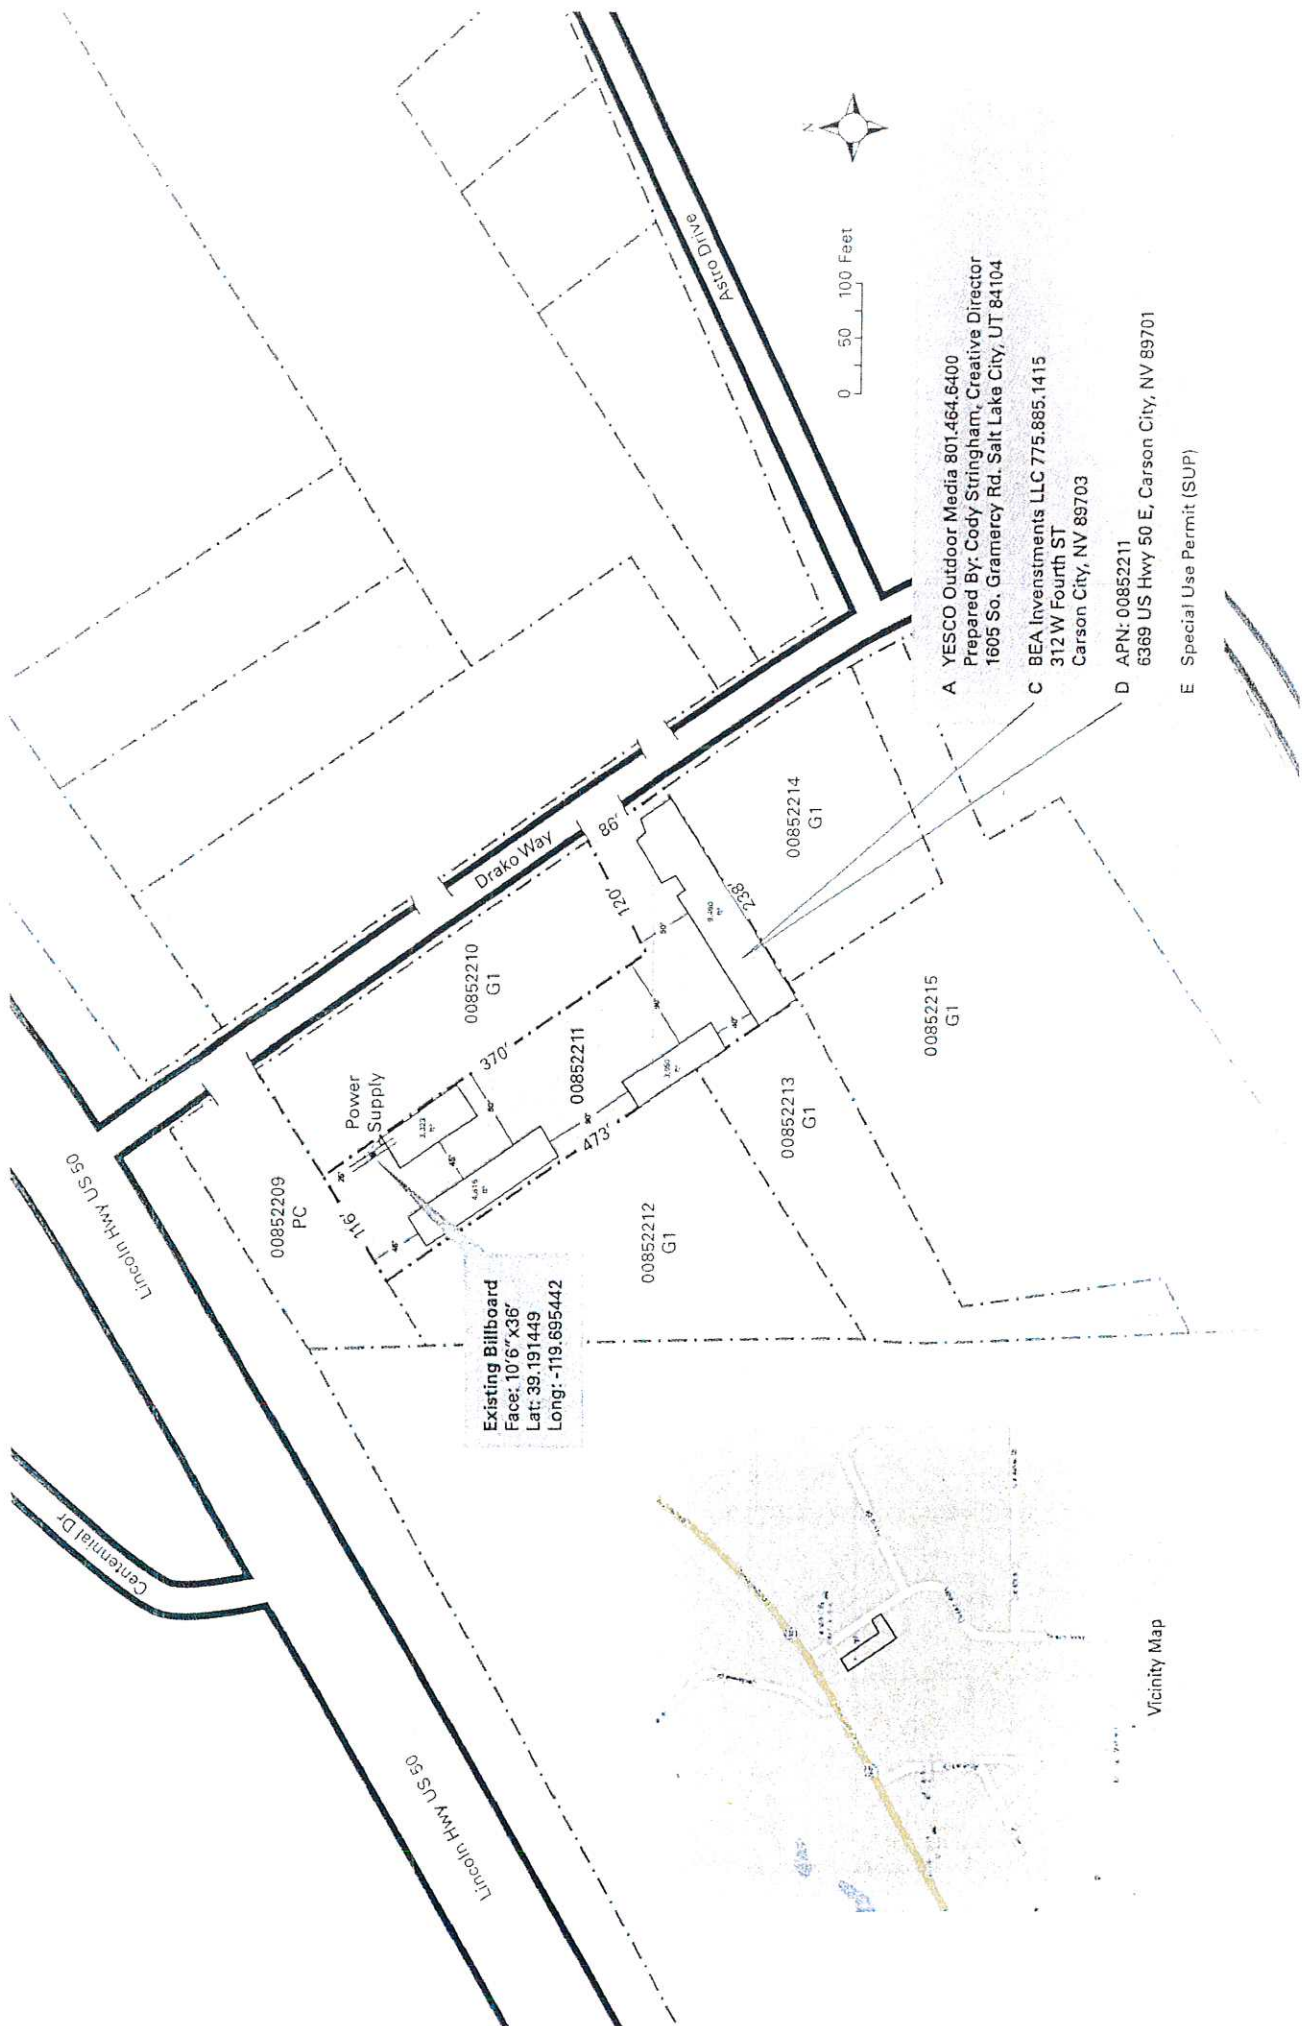 Centennial Dr
Lincoln Hwy US 50
Lincoln Hwy US 50
Drako Way
Astro Drive
00852209
PC
00852210
G1
00852211
00852212
G1
00852213
G1
00852214
G1
00852215
G1
116'
370'
473'
120'
86'
238'
Power
Supply
Existing Billboard
Face: 10'6"x36'
Lat: 39.191449
Long: -119.695442
N
0 50 100 Feet
A YESCO Outdoor Media 801.464.6400
Prepared By: Cody Stringham, Creative Director
1605 So. Gramercy Rd. Salt Lake City, UT 84104
C BEA Invenstments LLC 775.885.1415
312 W Fourth ST
Carson City, NV 89703
D APN: 00852211
6369 US Hwy 50 E, Carson City, NV 89701
E Special Use Permit (SUP)
Vicinity Map